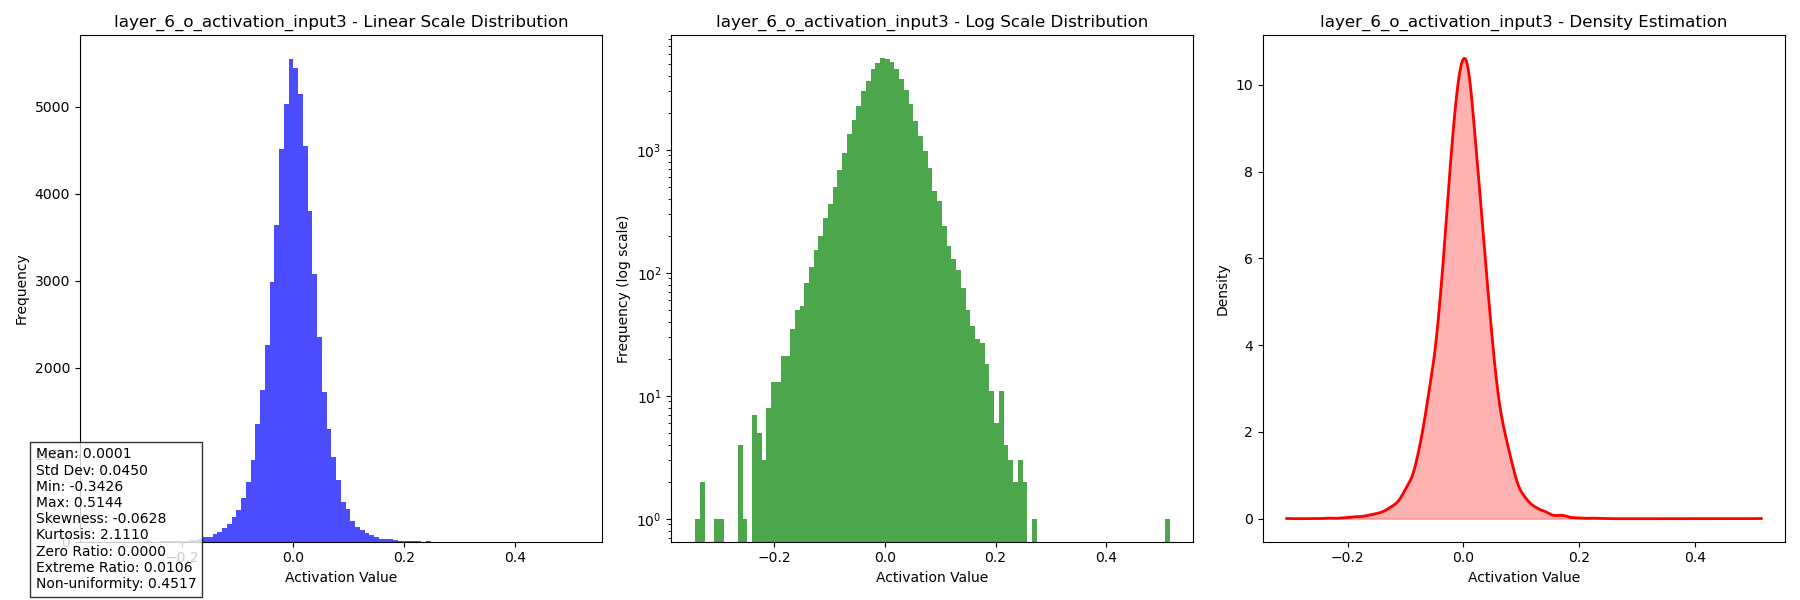 layer_6_o_activation_input3 - Linear Scale Distribution
5000
4000
3000
2000
Frequency
−0.2
0.0
0.2
0.4
Activation Value
Mean: 0.0001
Std Dev: 0.0450
Min: -0.3426
Max: 0.5144
Skewness: -0.0628
Kurtosis: 2.1110
Zero Ratio: 0.0000
Extreme Ratio: 0.0106
Non-uniformity: 0.4517
layer_6_o_activation_input3 - Log Scale Distribution
10³
10²
10¹
10⁰
Frequency (log scale)
−0.2
0.0
0.2
0.4
Activation Value
layer_6_o_activation_input3 - Density Estimation
10
8
6
4
2
0
Density
−0.2
0.0
0.2
0.4
Activation Value